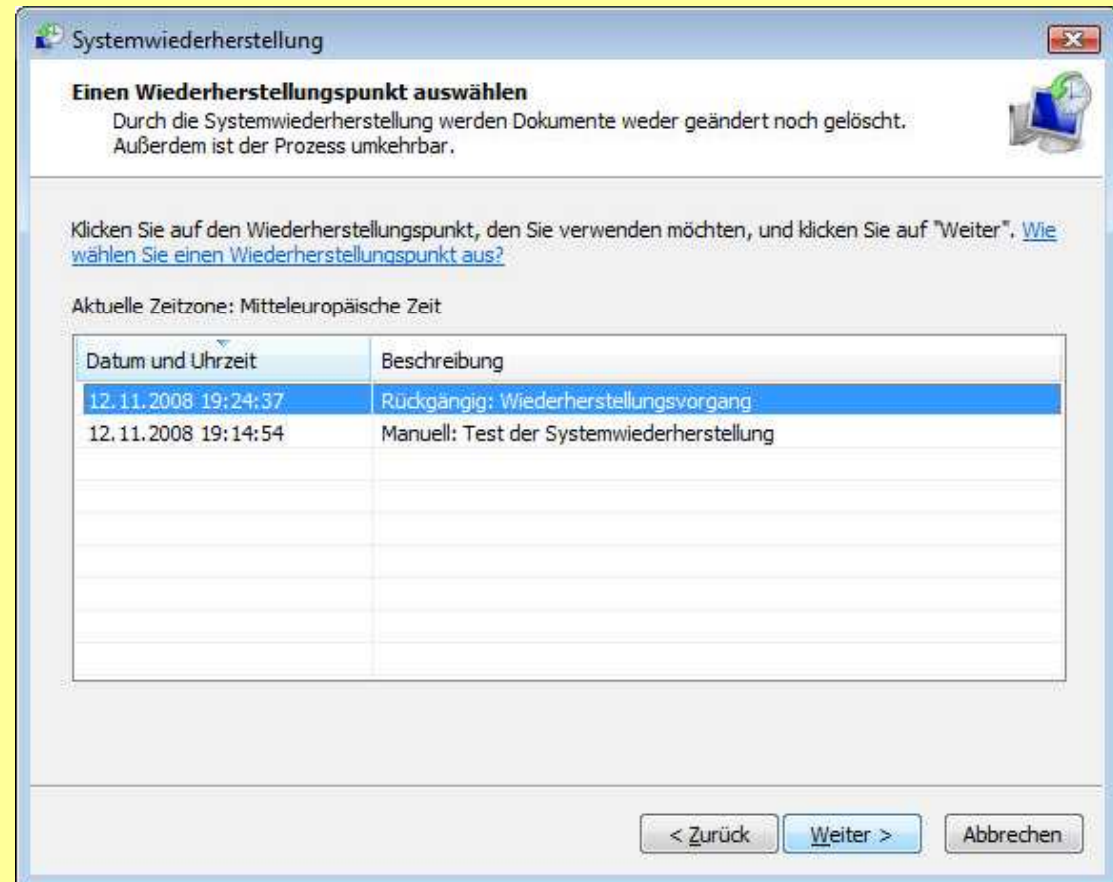 Systemwiederherstellung
Einen Wiederherstellungspunkt auswählen
Durch die Systemwiederherstellung werden Dokumente weder geändert noch gelöscht.
Außerdem ist der Prozess umkehrbar.
Klicken Sie auf den Wiederherstellungspunkt, den Sie verwenden möchten, und klicken Sie auf "Weiter". Wie
wählen Sie einen Wiederherstellungspunkt aus?
Aktuelle Zeitzone: Mitteleuropäische Zeit
Datum und Uhrzeit Beschreibung
12.11.2008 19:24:37 Rückgängig: Wiederherstellungsvorgang
12.11.2008 19:14:54 Manuell: Test der Systemwiederherstellung
< Zurück Weiter > Abbrechen